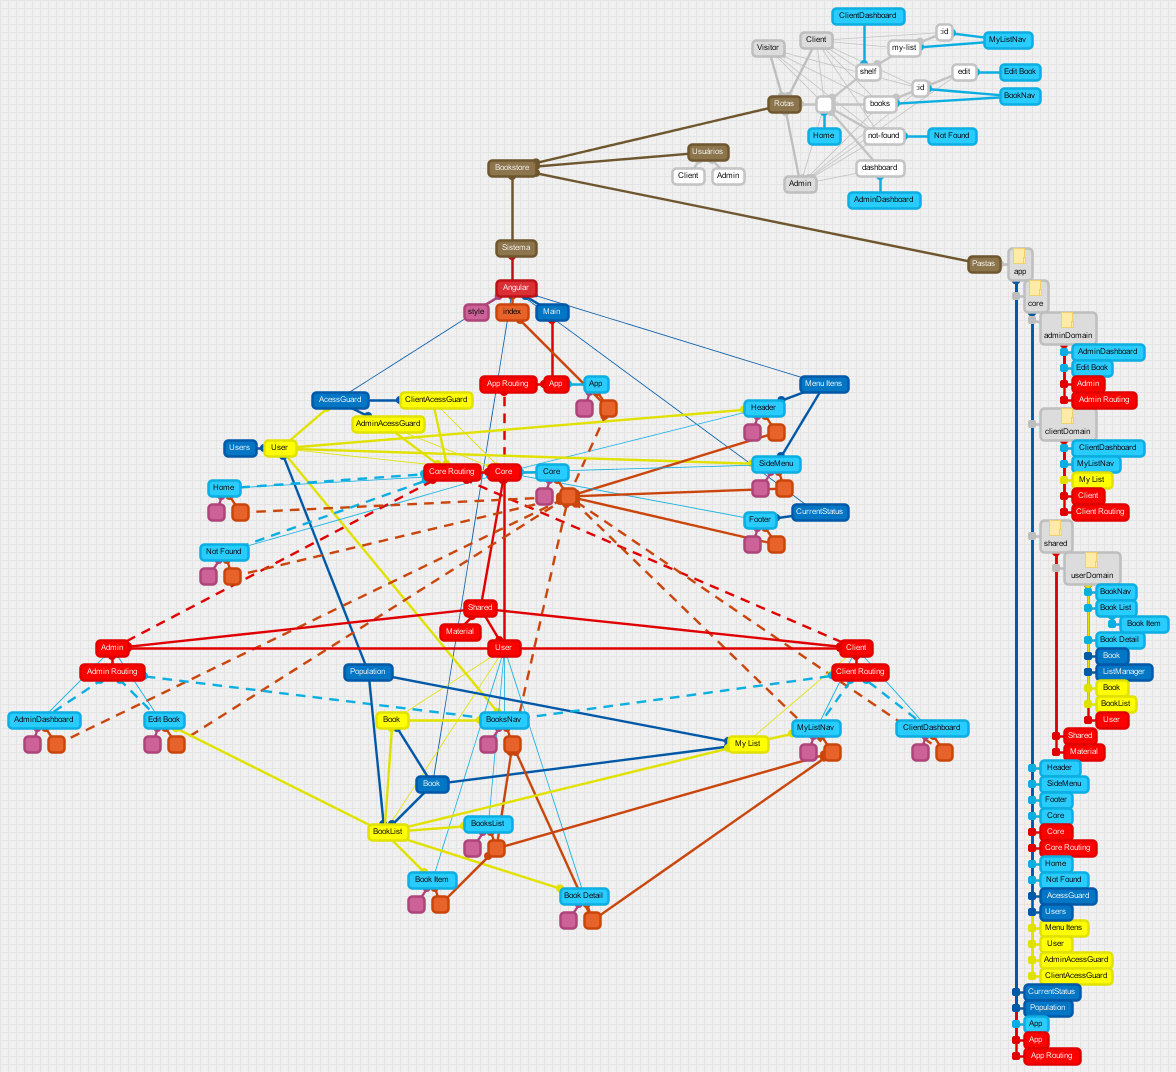 ClientDashboard
:id
Client
MyListNav
Visitor
my-list
shelf
edit
Edit Book
:id
BookNav
Rotas
books
Home
not-found
Not Found
Usuários
Bookstore
dashboard
Client
Admin
Admin
AdminDashboard
Sistema
Pastas
app
Angular
core
style
index
Main
adminDomain
AdminDashboard
Edit Book
Admin
Admin Routing
App Routing
App
App
Menu Itens
AcessGuard
ClientAcessGuard
Header
AdminAcessGuard
clientDomain
Users
User
ClientDashboard
MyListNav
My List
Client
Client Routing
Core Routing
Core
Core
SideMenu
Home
CurrentStatus
Footer
shared
Not Found
userDomain
BookNav
Book List
Book Item
Book Detail
Book
ListManager
Book
BookList
User
Shared
Material
Shared
Material
Admin
User
Client
Admin Routing
Population
Client Routing
AdminDashboard
Edit Book
Book
BooksNav
MyListNav
ClientDashboard
My List
Book
BookList
BooksList
Book Item
Book Detail
Header
SideMenu
Footer
Core
Core
Core Routing
Home
Not Found
AcessGuard
Users
Menu Itens
User
AdminAcessGuard
ClientAcessGuard
CurrentStatus
Population
App
App
App Routing